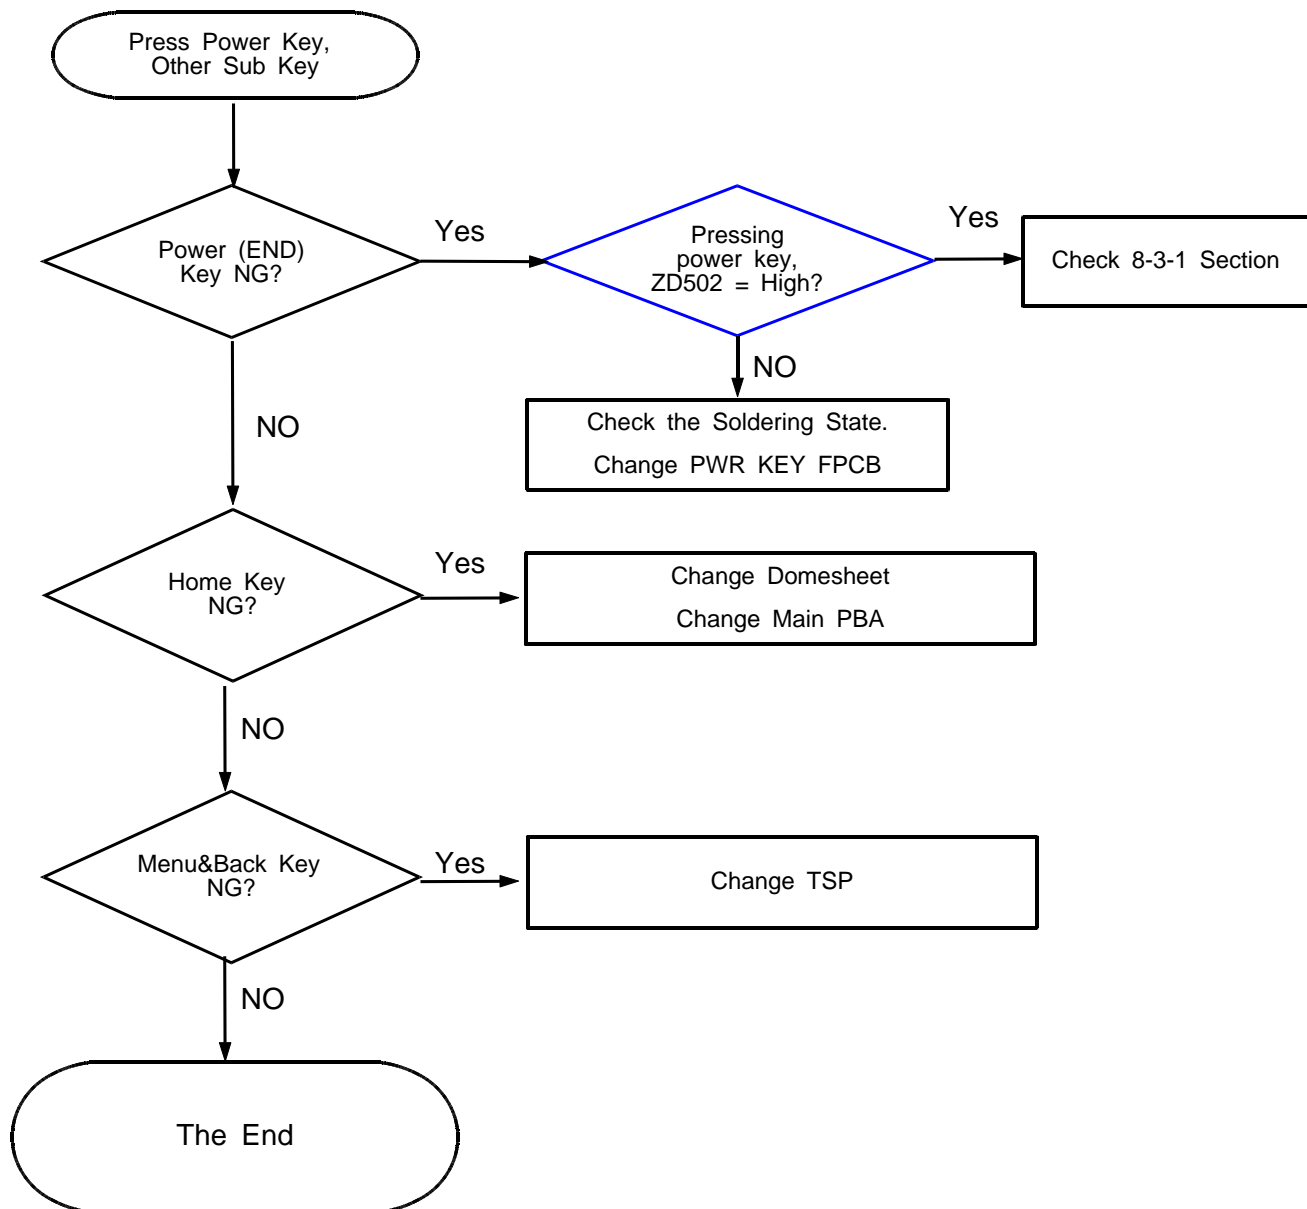 Press Power Key,
Other Sub Key
Power (END)
Key NG?
Yes
Pressing
power key,
ZD502 = High?
Yes
Check 8-3-1 Section
NO
Check the Soldering State.
Change PWR KEY FPCB
NO
Home Key
NG?
Yes
Change Domesheet
Change Main PBA
NO
Menu&Back Key
NG?
Yes
Change TSP
NO
The End